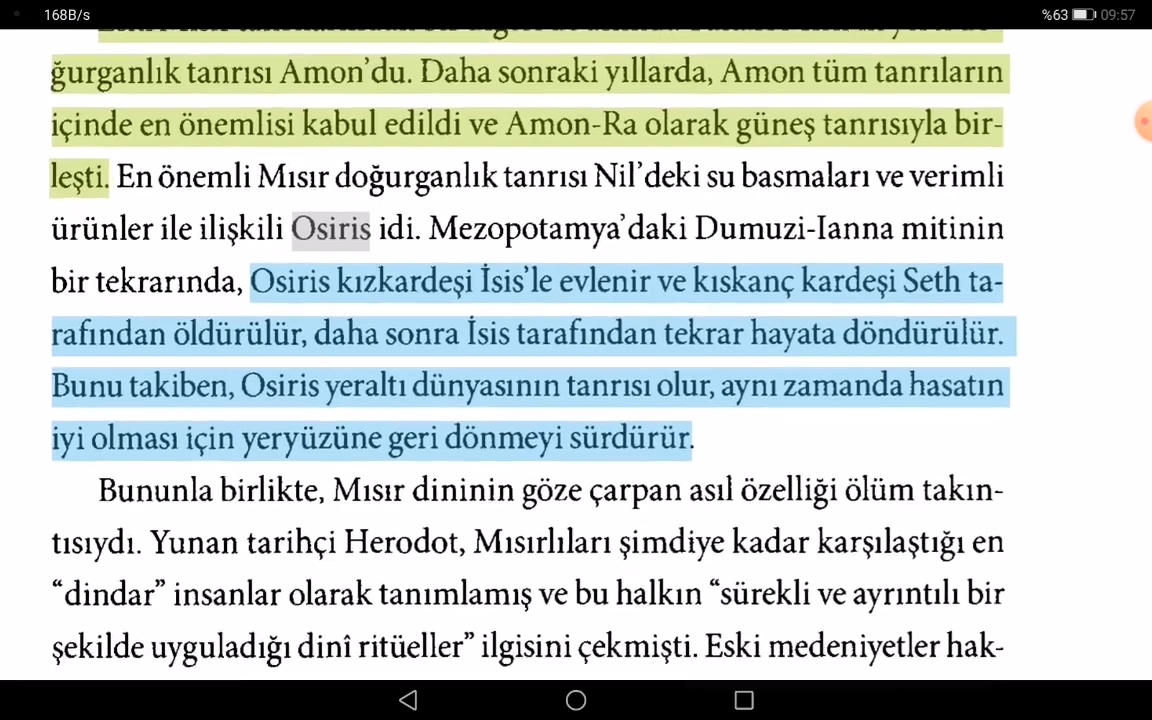 168B/s %63 09:57
ğurganlık tanrısı Amon’du. Daha sonraki yıllarda, Amon tüm tanrıların
içinde en önemlisi kabul edildi ve Amon-Ra olarak güneş tanrısıyla bir-
leşti. En önemli Mısır doğurganlık tanrısı Nil’deki su basmaları ve verimli
ürünler ile ilişkili Osiris idi. Mezopotamya’daki Dumuzi-Ianna mitinin
bir tekrarında, Osiris kızkardeşi İsis’le evlenir ve kıskanç kardeşi Seth ta-
rafından öldürülür, daha sonra İsis tarafından tekrar hayata döndürülür.
Bunu takiben, Osiris yeraltı dünyasının tanrısı olur, aynı zamanda hasatın
iyi olması için yeryüzüne geri dönmeyi sürdürür.
Bununla birlikte, Mısır dininin göze çarpan asıl özelliği ölüm takın-
tısıydı. Yunan tarihçi Herodot, Mısırlıları şimdiye kadar karşılaştığı en
“dindar” insanlar olarak tanımlamış ve bu halkın “sürekli ve ayrıntılı bir
şekilde uyguladığı dinî ritüeller” ilgisini çekmişti. Eski medeniyetler hak-